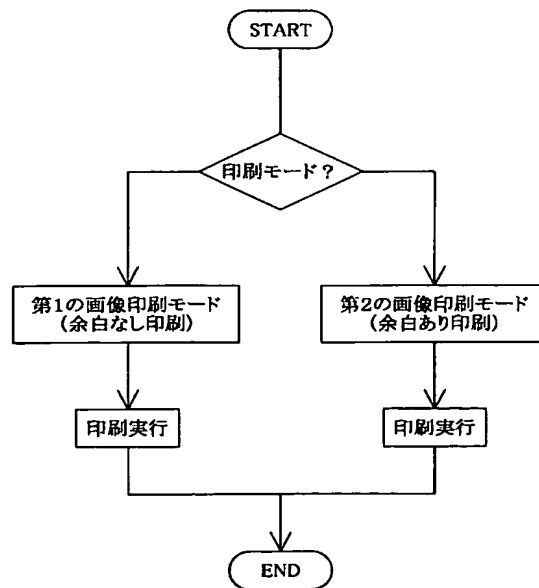 START
印刷モード?
第1の画像印刷モード
(余白なし印刷)
第2の画像印刷モード
(余白あり印刷)
印刷実行
印刷実行
END